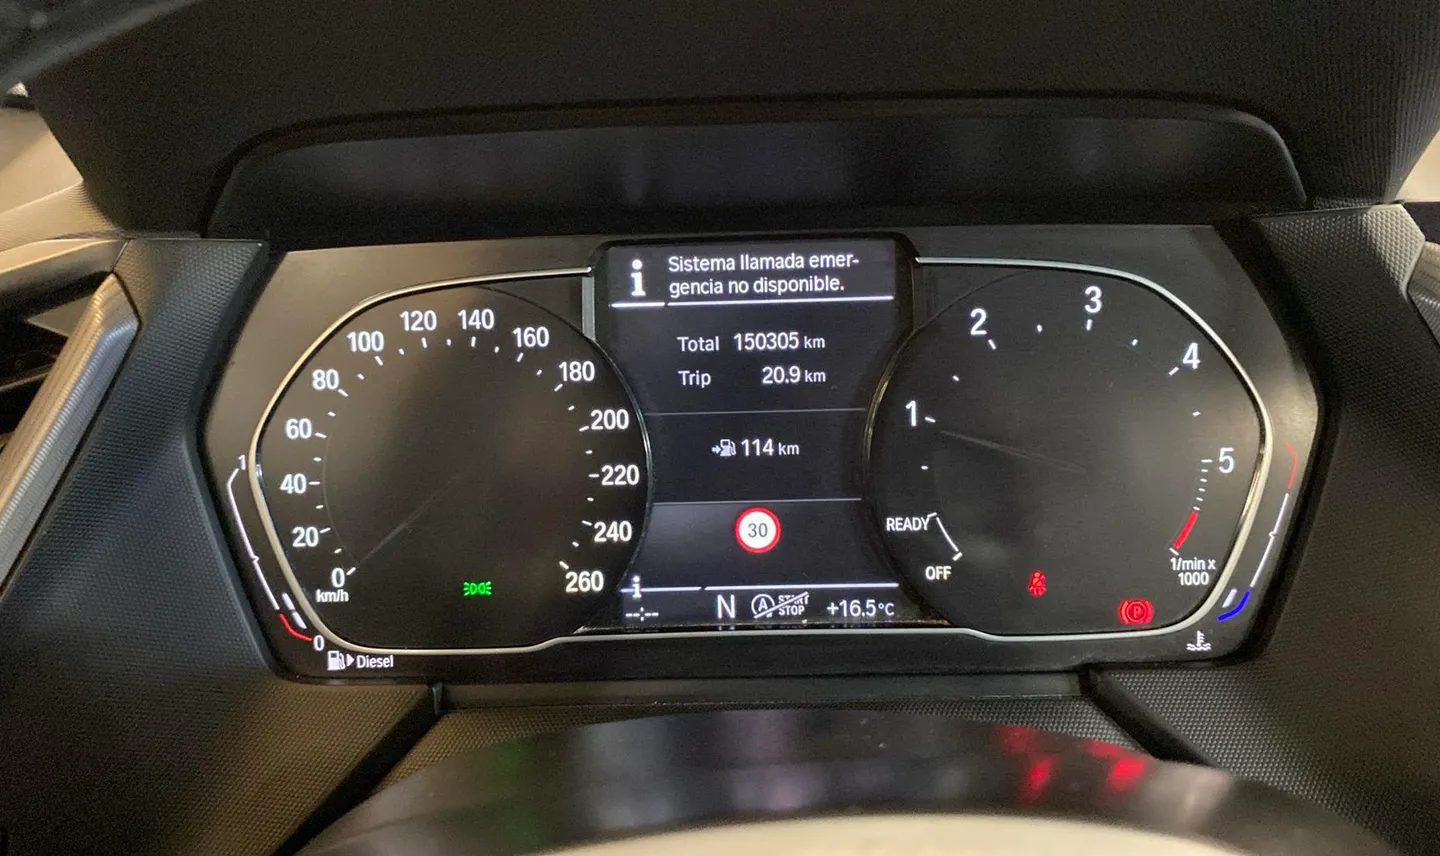 Sistema llamada emer-
gencia no disponible.
Total 150305 km
Trip 20.9 km
114 km
30
--:-- N A START STOP +16.5°C
0
20
40
60
80
100
120
140
160
180
200
220
240
260
km/h
1
0
Diesel
1
2
3
4
5
READY
OFF
1/min x
1000
P